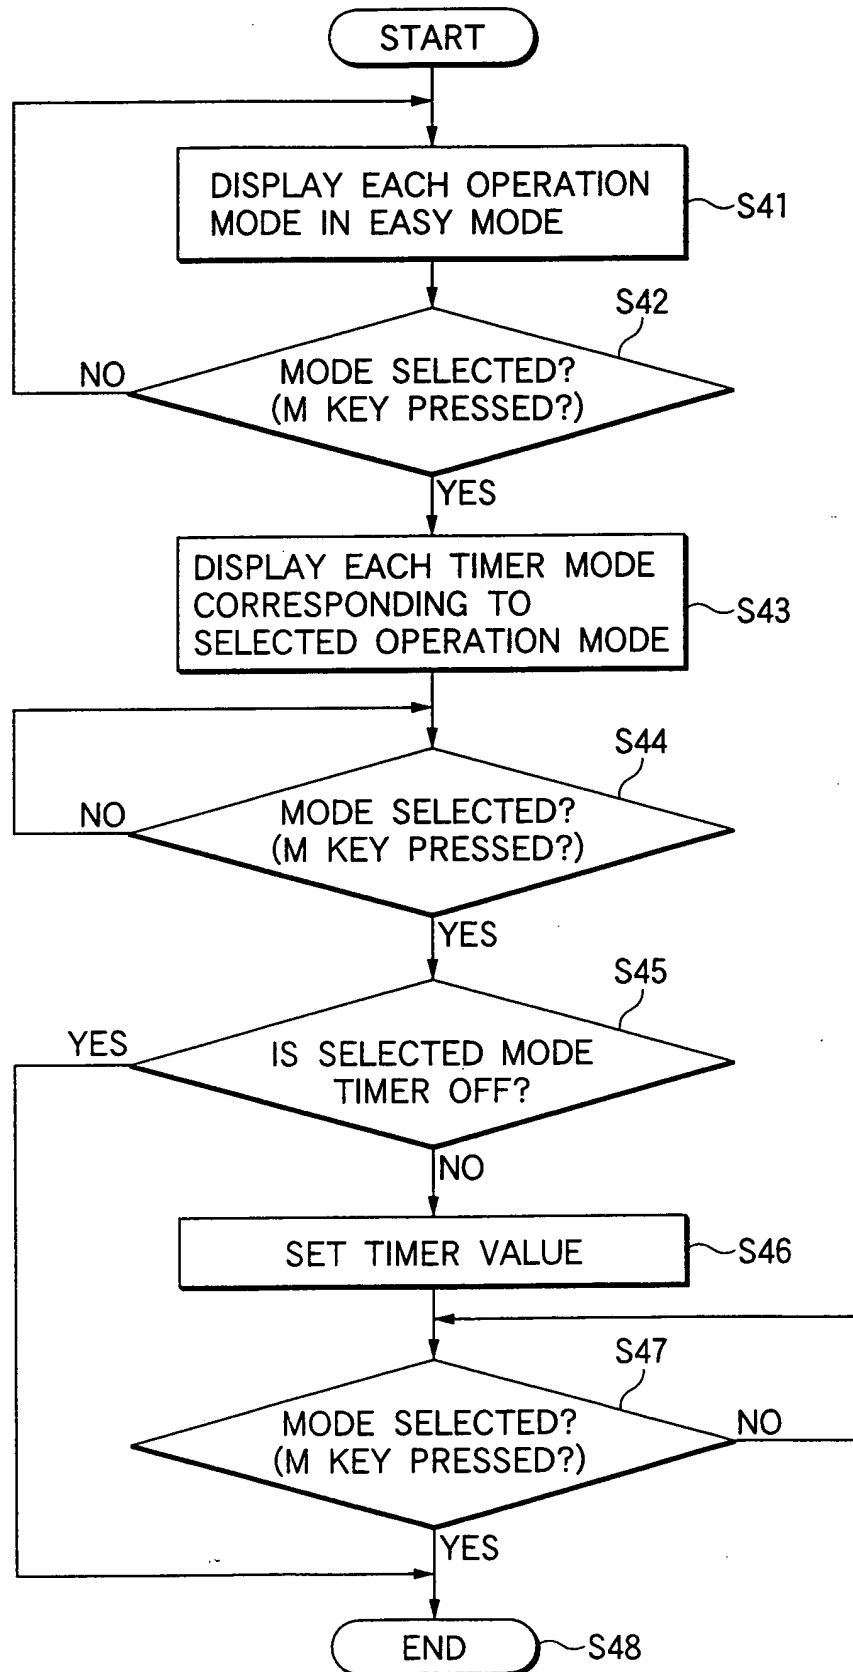 START
DISPLAY EACH OPERATION
MODE IN EASY MODE
S41
S42
MODE SELECTED?
(M KEY PRESSED?)
NO
YES
DISPLAY EACH TIMER MODE
CORRESPONDING TO
SELECTED OPERATION MODE
S43
S44
MODE SELECTED?
(M KEY PRESSED?)
NO
YES
S45
YES
IS SELECTED MODE
TIMER OFF?
NO
SET TIMER VALUE
S46
S47
MODE SELECTED?
(M KEY PRESSED?)
NO
YES
END
S48